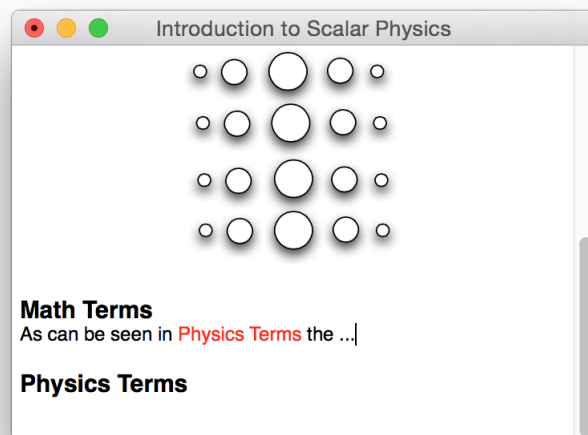 Introduction to Scalar Physics
Math Terms
As can be seen in Physics Terms the ...
Physics Terms